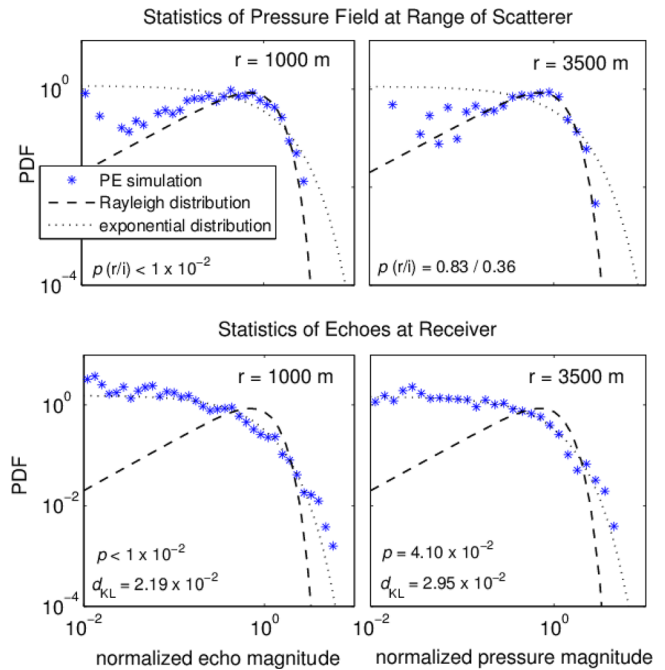 Statistics of Pressure Field at Range of Scatterer
r = 1000 m
r = 3500 m
10^0
PDF
PE simulation
Rayleigh distribution
exponential distribution
p (r/i) < 1 x 10^−2
p (r/i) = 0.83 / 0.36
10^−4
Statistics of Echoes at Receiver
r = 1000 m
r = 3500 m
10^0
PDF
10^−2
p < 1 x 10^−2
p = 4.10 x 10^−2
d_KL = 2.19 x 10^−2
d_KL = 2.95 x 10^−2
10^−4
10^−2
10^0
10^−2
10^0
normalized echo magnitude
normalized pressure magnitude